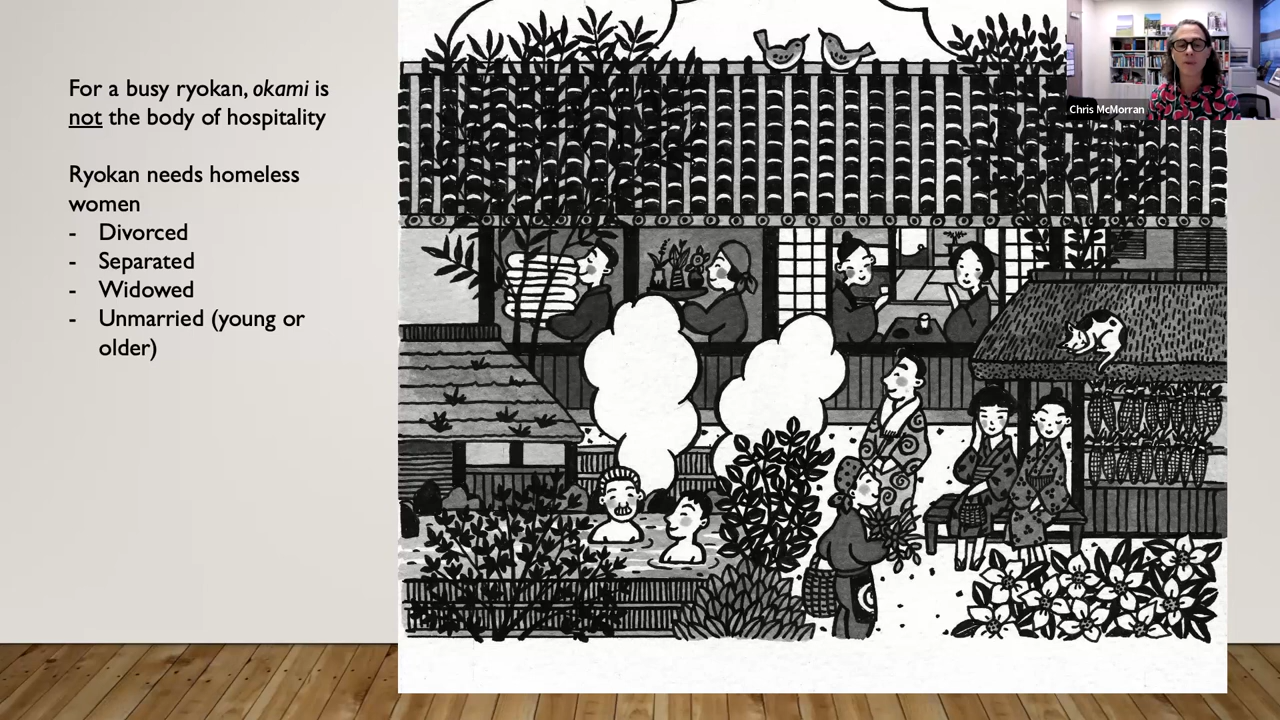 For a busy ryokan, okami is
not the body of hospitality
Ryokan needs homeless
women
- Divorced
- Separated
- Widowed
- Unmarried (young or
older)
Chris McMorran